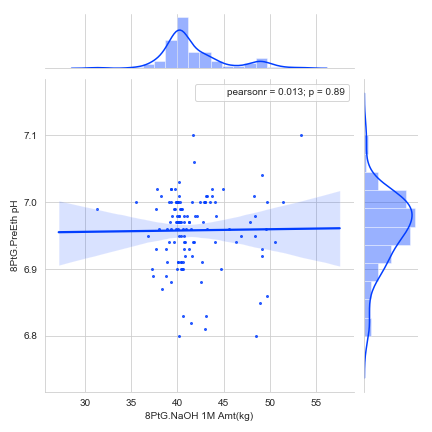 pearsonr = 0.013; p = 0.89
7.1
7.0
6.9
6.8
8PtG.PreEth pH
30 35 40 45 50 55
8PtG.NaOH 1M Amt(kg)